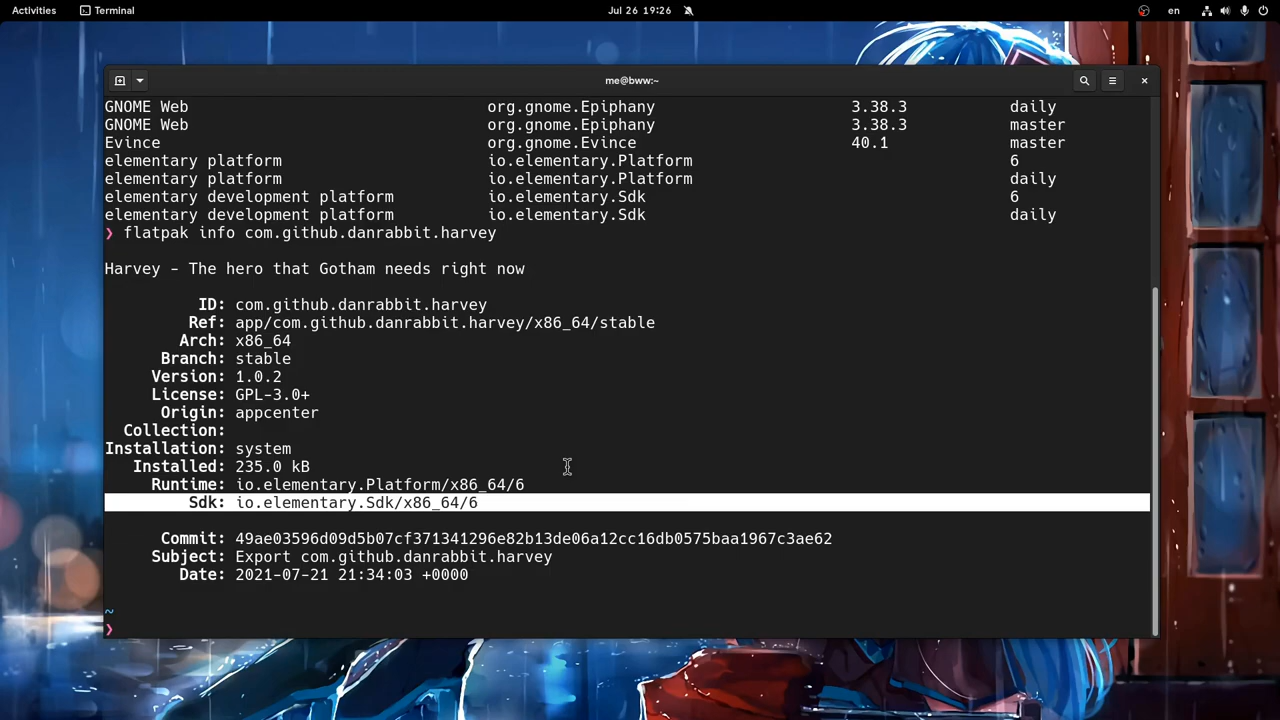 Activities Terminal Jul 26 19:26 en
me@bww:~
GNOME Web org.gnome.Epiphany 3.38.3 daily
GNOME Web org.gnome.Epiphany 3.38.3 master
Evince org.gnome.Evince 40.1 master
elementary platform io.elementary.Platform 6
elementary platform io.elementary.Platform daily
elementary development platform io.elementary.Sdk 6
elementary development platform io.elementary.Sdk daily
❯ flatpak info com.github.danrabbit.harvey
Harvey - The hero that Gotham needs right now
ID: com.github.danrabbit.harvey
Ref: app/com.github.danrabbit.harvey/x86_64/stable
Arch: x86_64
Branch: stable
Version: 1.0.2
License: GPL-3.0+
Origin: appcenter
Collection:
Installation: system
Installed: 235.0 kB
Runtime: io.elementary.Platform/x86_64/6
Sdk: io.elementary.Sdk/x86_64/6
Commit: 49ae03596d09d5b07cf371341296e82b13de06a12cc16db0575baa1967c3ae62
Subject: Export com.github.danrabbit.harvey
Date: 2021-07-21 21:34:03 +0000
~
❯